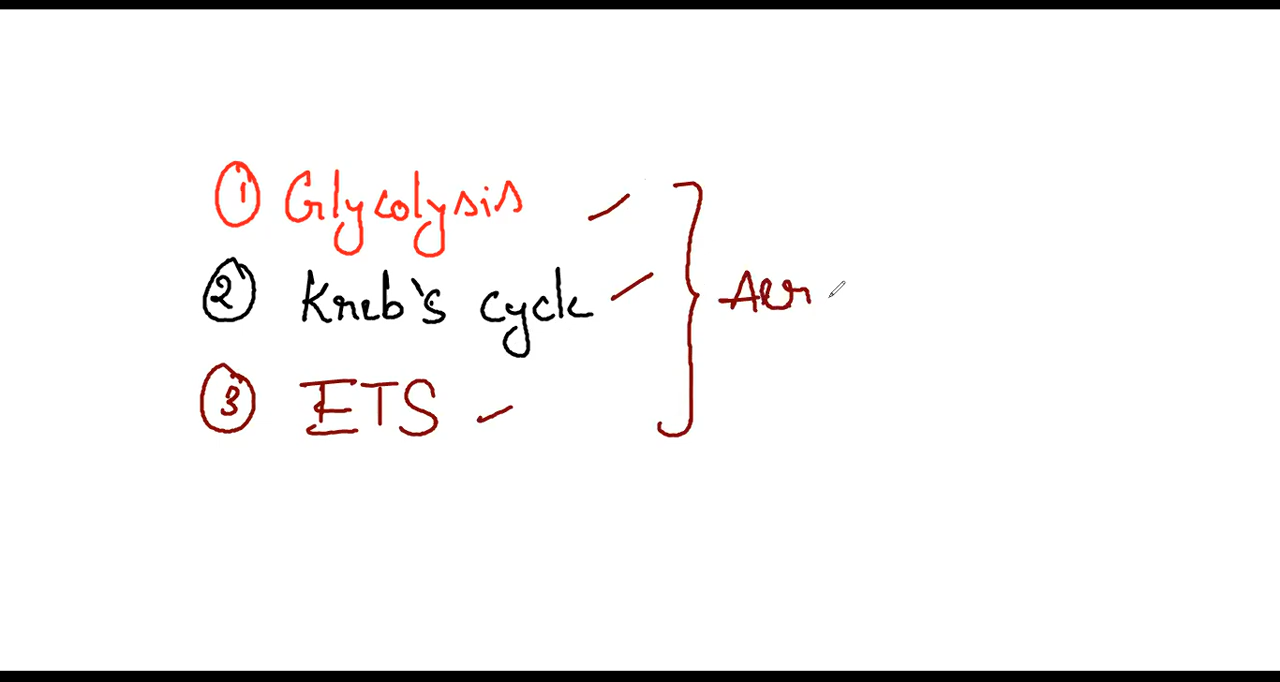 ① Glycolysis
② Kreb's cycle
③ ETS
Aer